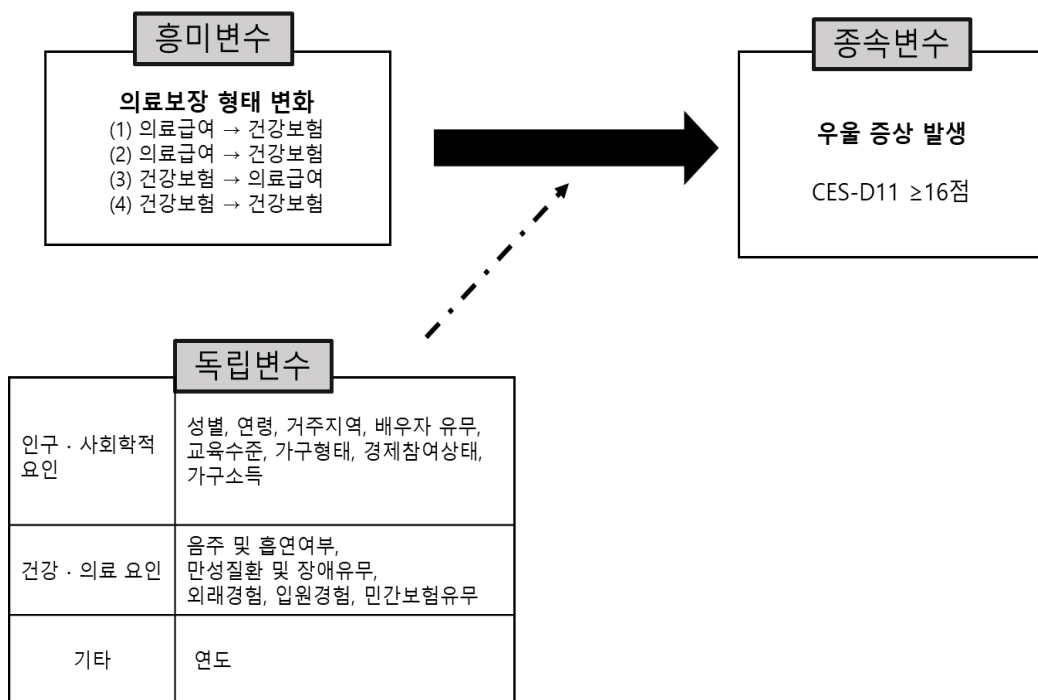 흥미변수
의료보장 형태 변화
(1) 의료급여 → 건강보험
(2) 의료급여 → 건강보험
(3) 건강보험 → 의료급여
(4) 건강보험 → 건강보험
종속변수
우울 증상 발생
CES-D11 ≥16점
독립변수
인구 · 사회학적
요인
성별, 연령, 거주지역, 배우자 유무,
교육수준, 가구형태, 경제참여상태,
가구소득
건강 · 의료 요인
음주 및 흡연여부,
만성질환 및 장애유무,
외래경험, 입원경험, 민간보험유무
기타
연도